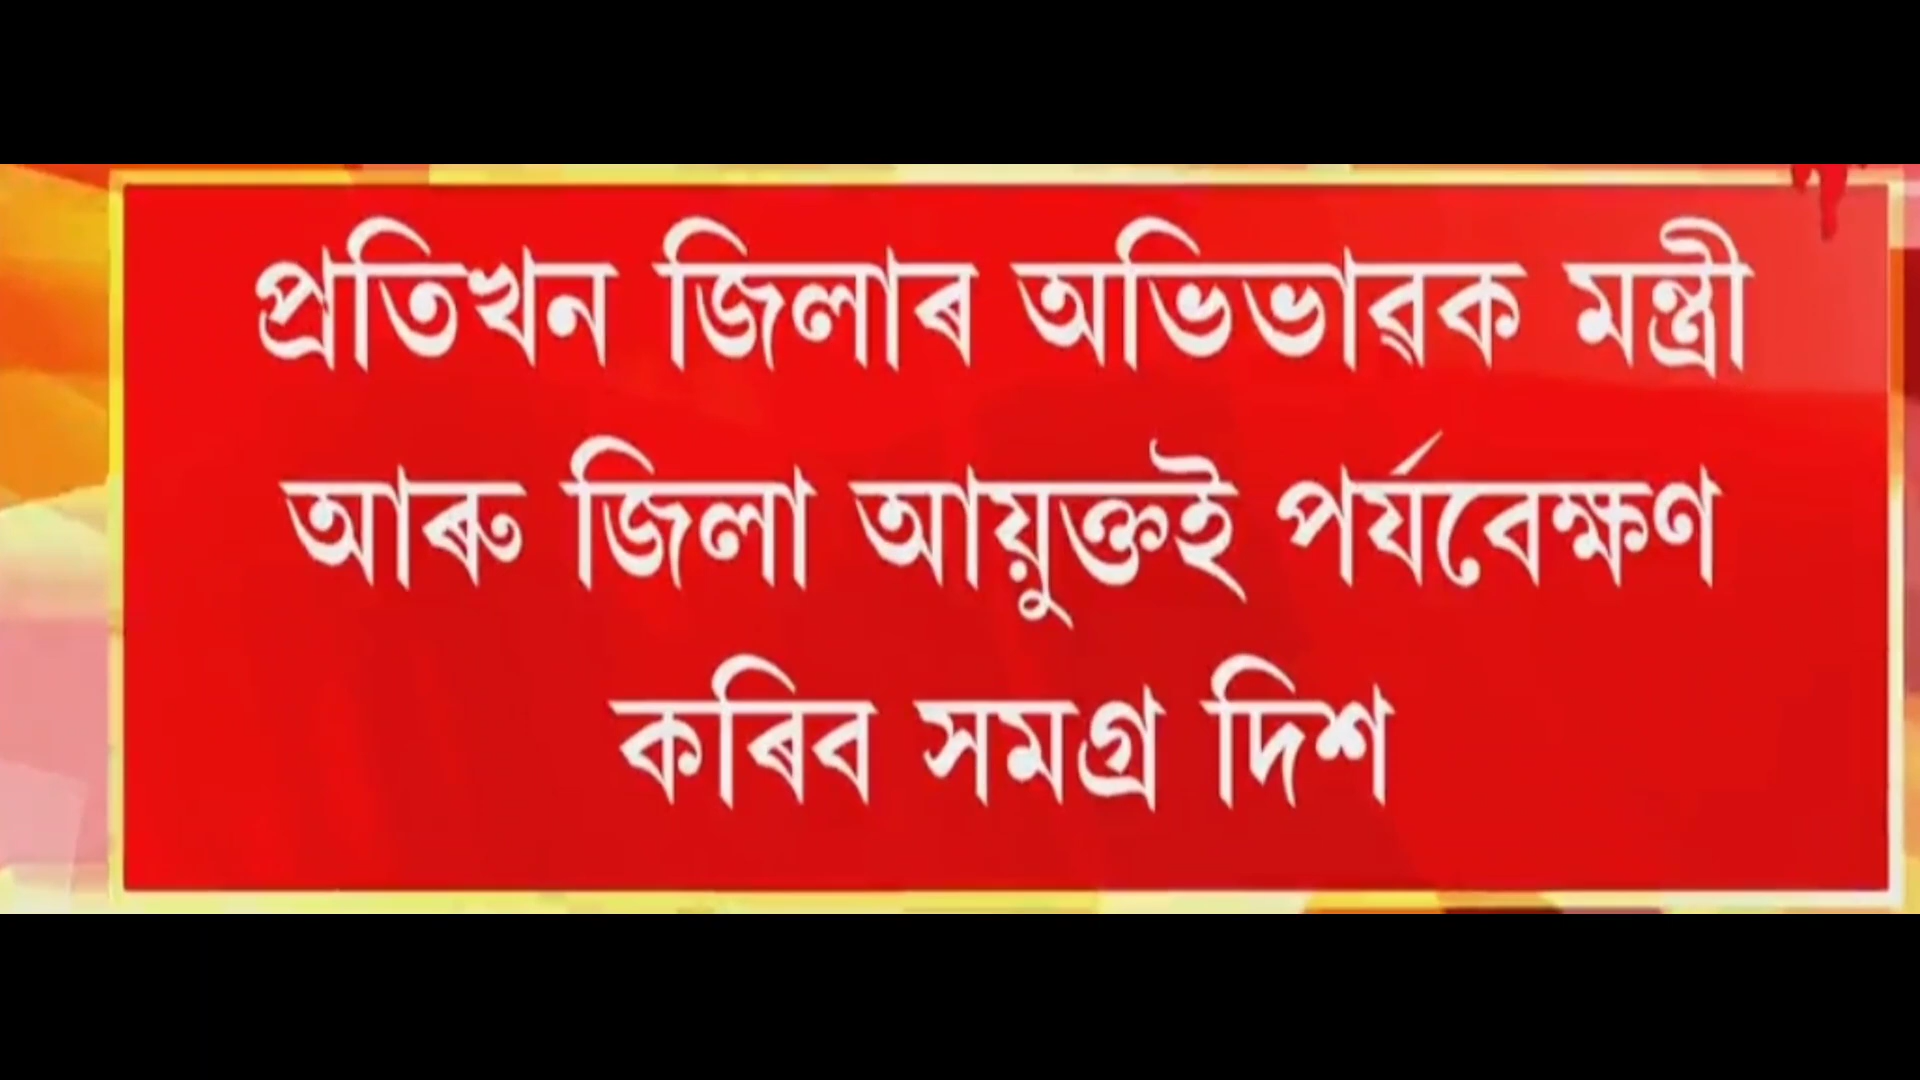 প্ৰতিখন জিলাৰ অভিভাৱক মন্ত্ৰী
আৰু জিলা আয়ুক্তই পৰ্যবেক্ষণ
কৰিব সমগ্ৰ দিশ